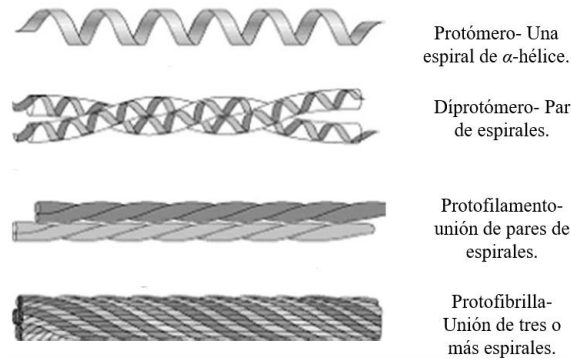 Protómero- Una
espiral de α-hélice.
Díprotómero- Par
de espirales.
Protofilamento-
unión de pares de
espirales.
Protofibrilla-
Unión de tres o
más espirales.